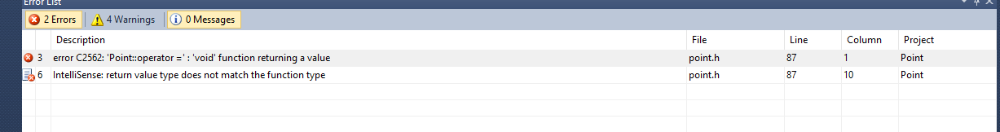 Error List
2 Errors 4 Warnings 0 Messages
Description File Line Column Project
3 error C2562: 'Point::operator =' : 'void' function returning a value point.h 87 1 Point
6 IntelliSense: return value type does not match the function type point.h 87 10 Point